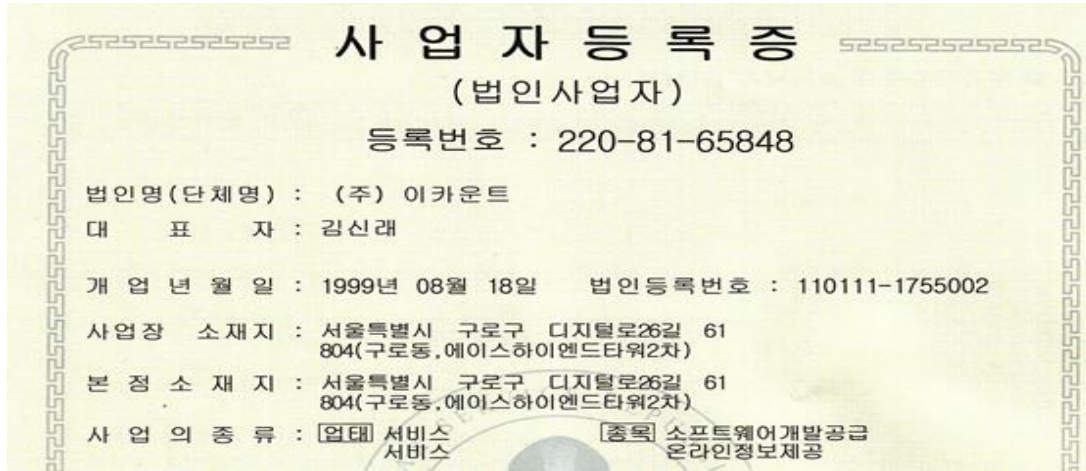 사 업 자 등 록 증
(법인사업자)
등록번호 : 220-81-65848
법인명(단체명) : (주) 이카운트
대 표 자 : 김신래
개 업 년 월 일 : 1999년 08월 18일 법인등록번호 : 110111-1755002
사업장 소재지 : 서울특별시 구로구 디지털로26길 61
804(구로동,에이스하이엔드타워2차)
본 점 소 재 지 : 서울특별시 구로구 디지털로26길 61
804(구로동,에이스하이엔드타워2차)
사 업 의 종 류 : 업태 서비스 종목 소프트웨어개발공급
서비스 온라인정보제공